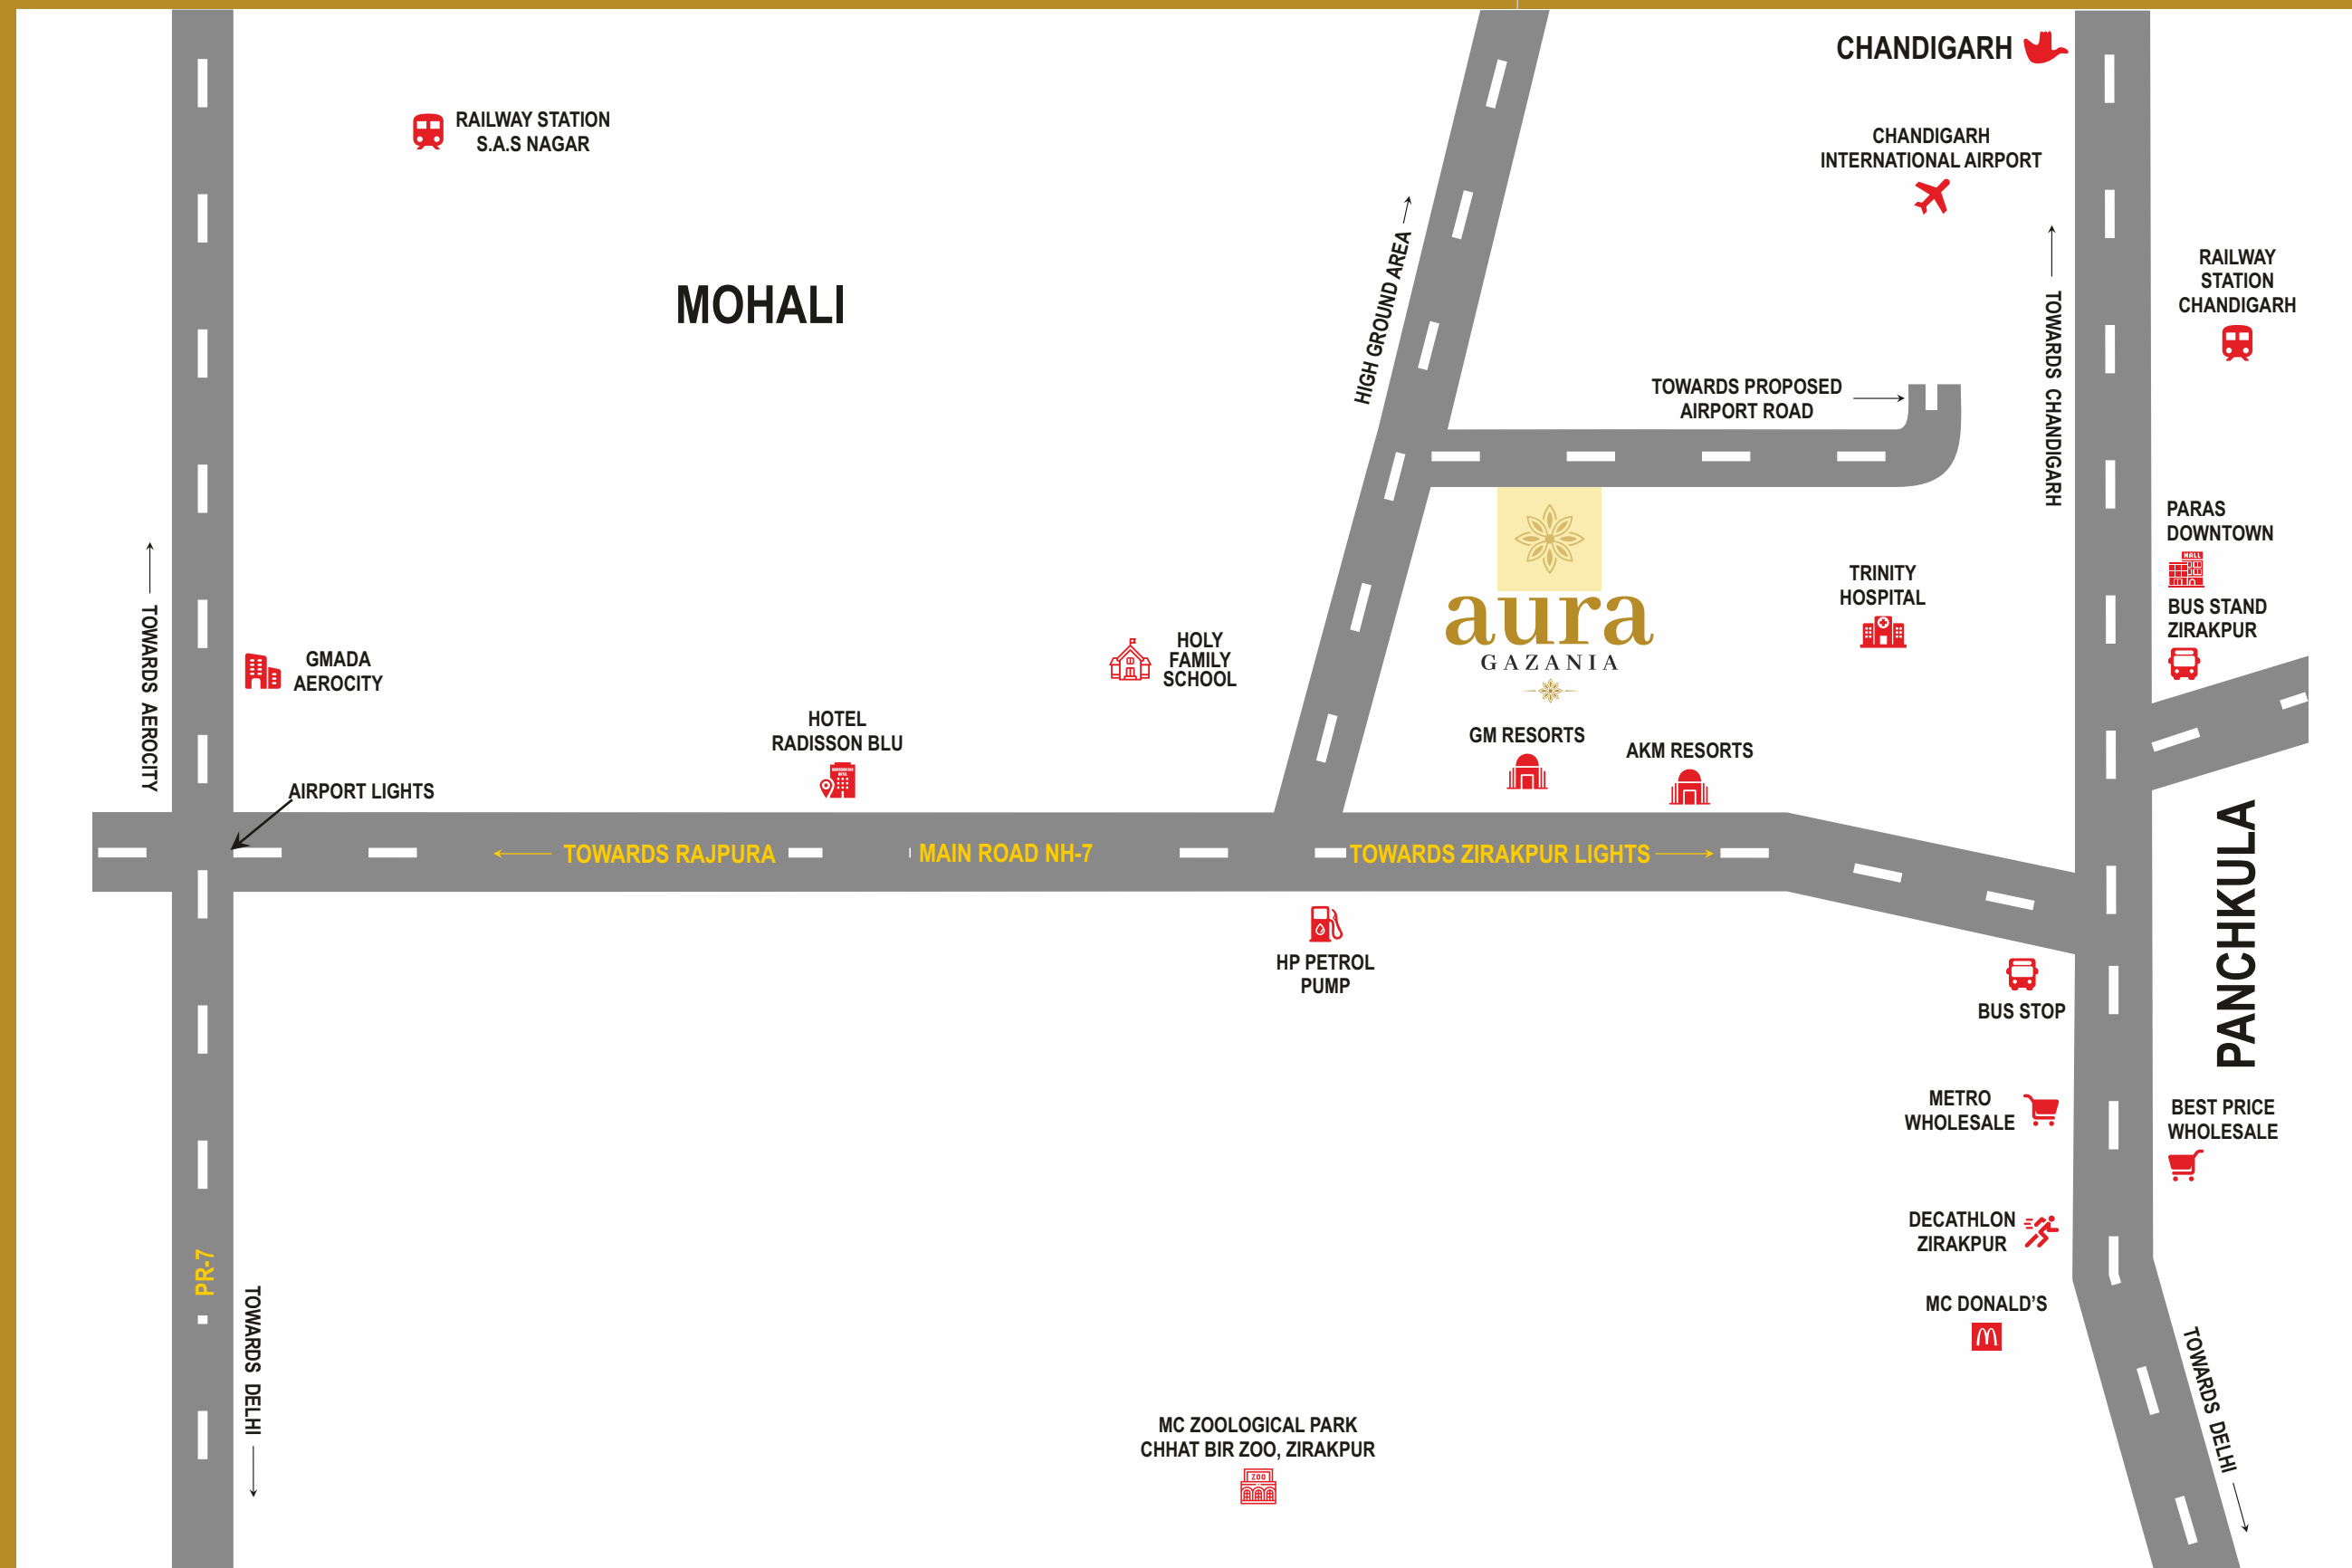 CHANDIGARH
RAILWAY STATION
S.A.S NAGAR
CHANDIGARH
INTERNATIONAL AIRPORT
MOHALI
HIGH GROUND AREA
TOWARDS CHANDIGARH
RAILWAY
STATION
CHANDIGARH
TOWARDS PROPOSED
AIRPORT ROAD
PARAS
DOWNTOWN
MALL
BUS STAND
ZIRAKPUR
TRINITY
HOSPITAL
aura
GAZANIA
TOWARDS AEROCITY
GMADA
AEROCITY
HOLY
FAMILY
SCHOOL
HOTEL
RADISSON BLU
GM RESORTS
AKM RESORTS
AIRPORT LIGHTS
TOWARDS RAJPURA
MAIN ROAD NH-7
TOWARDS ZIRAKPUR LIGHTS
PANCHKULA
HP PETROL
PUMP
BUS STOP
METRO
WHOLESALE
BEST PRICE
WHOLESALE
DECATHLON
ZIRAKPUR
PR-7
TOWARDS DELHI
MC DONALD'S
TOWARDS DELHI
MC ZOOLOGICAL PARK
CHHAT BIR ZOO, ZIRAKPUR
ZOO